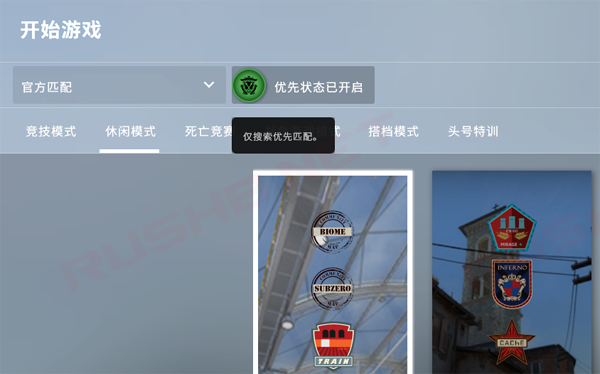 开始游戏
官方匹配
优先状态已开启
竞技模式
休闲模式
死亡竞赛
仅搜索优先匹配。
搭档模式
头号特训
BIOME
SUBZERO
TRAIN
MIRAGE
INFERNO
CACHE